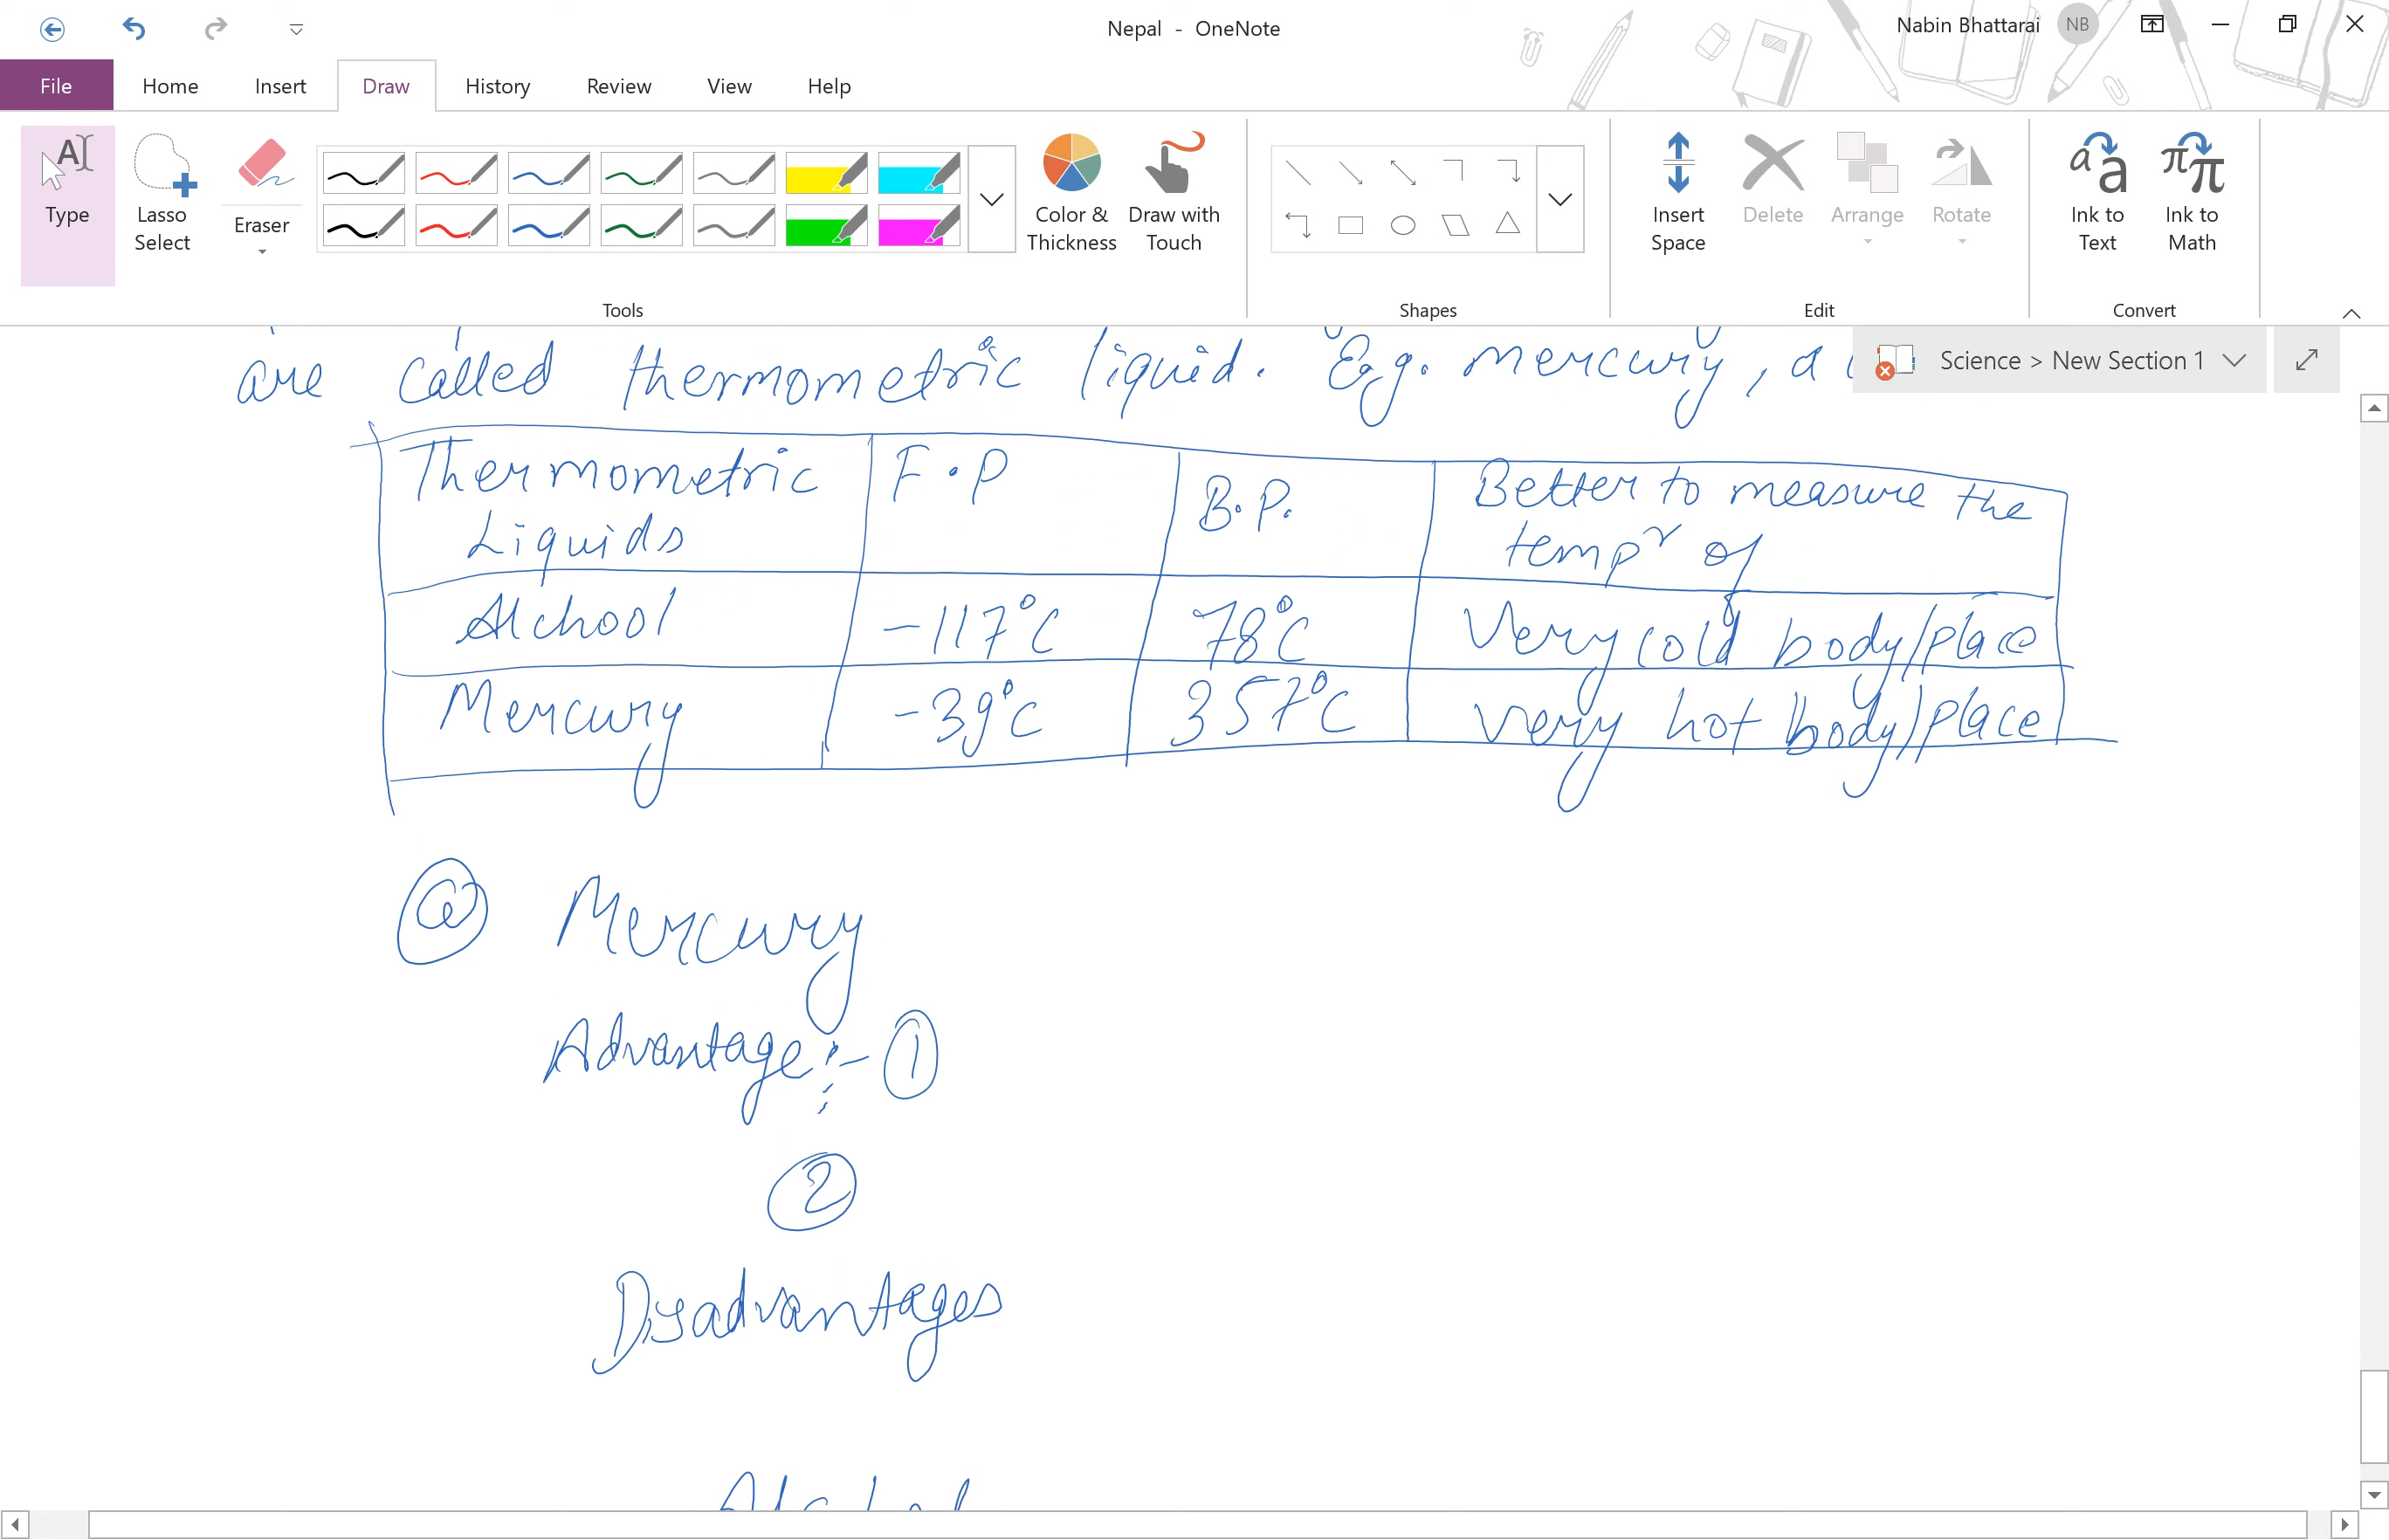 Nepal - OneNote
Nabin Bhattarai NB
File Home Insert Draw History Review View Help
Type
Lasso Select
Eraser
Color & Thickness
Draw with Touch
Insert Space
Delete
Arrange
Rotate
Ink to Text
Ink to Math
Tools Shapes Edit Convert
Science > New Section 1
are called thermometric liquid. E.g. mercury, a
Thermometric Liquids F.P B.P. Better to measure the tempr of
Alchool -117°C 78°C Very cold body/place
Mercury -39°C 357°C very hot body/place
Mercury
Advantage :- 1
2
Disadvantages